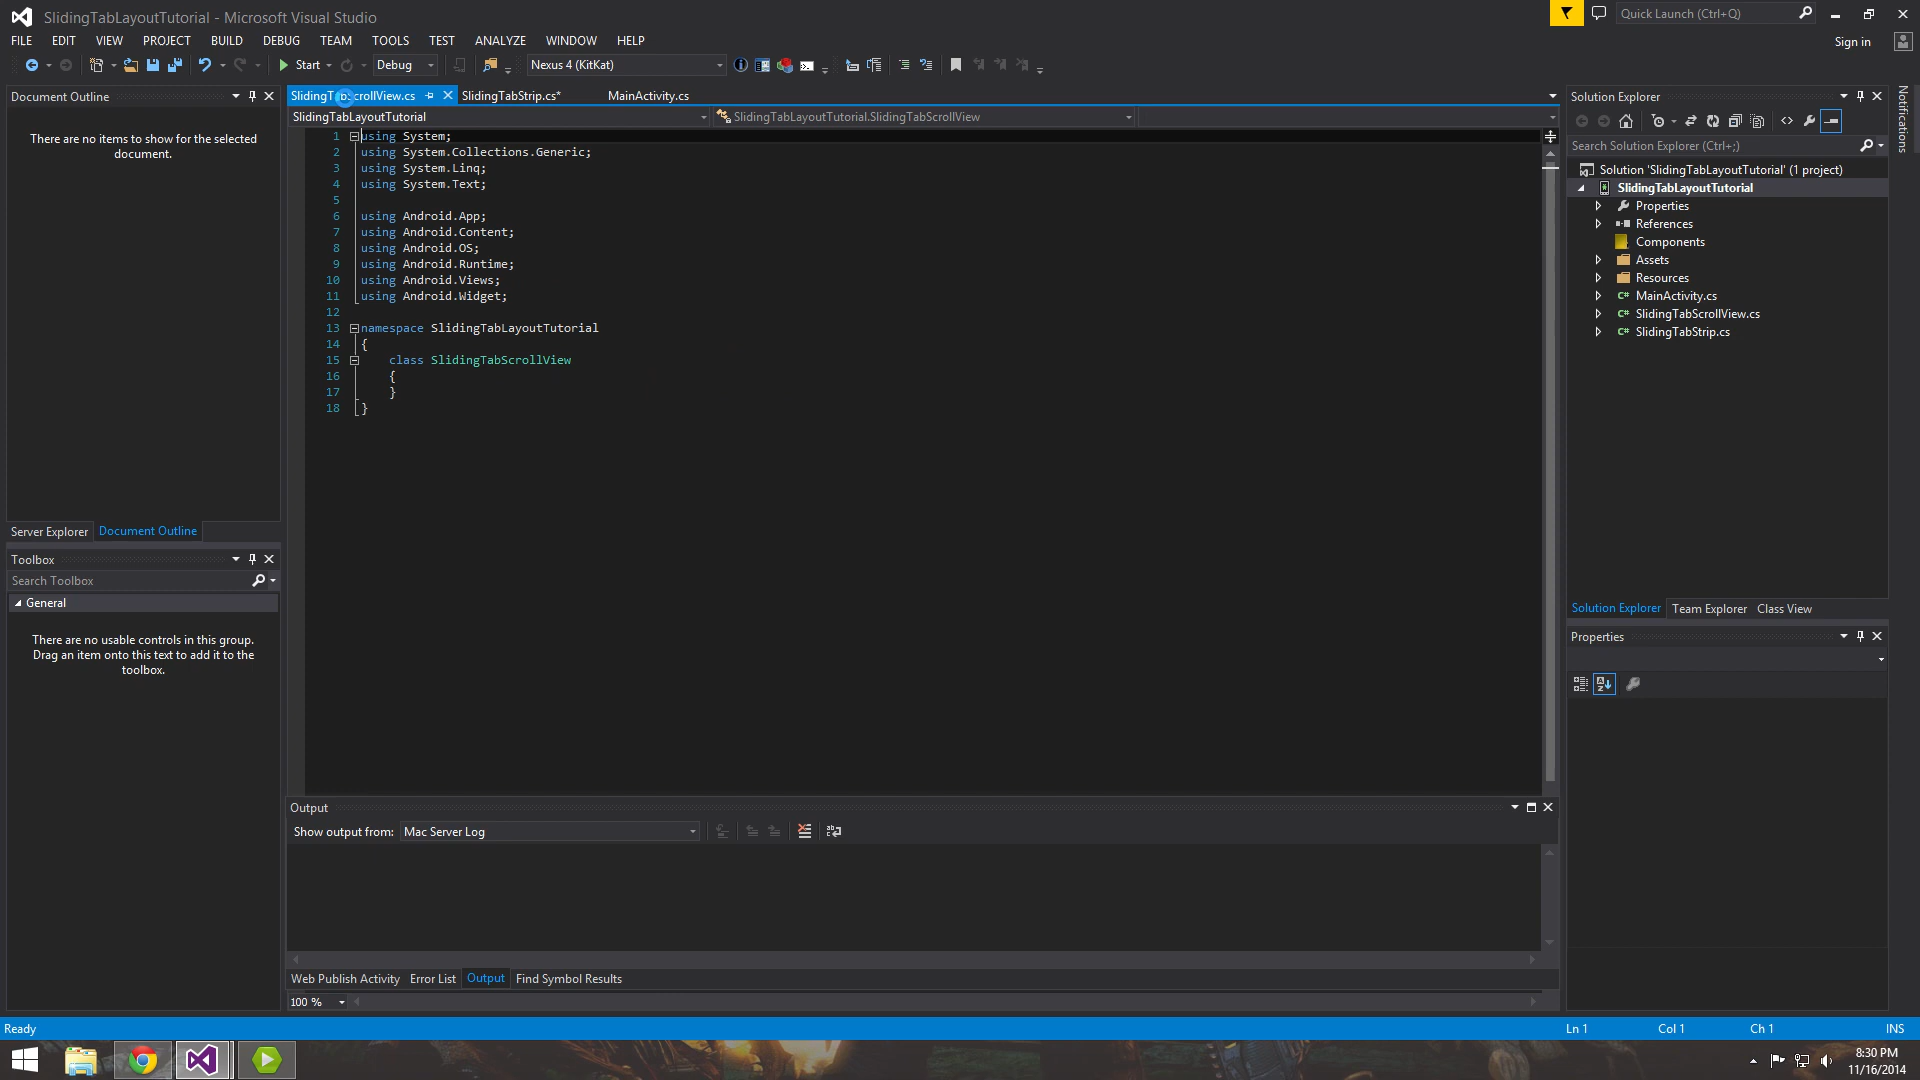 SlidingTabLayoutTutorial - Microsoft Visual Studio
Quick Launch (Ctrl+Q)
FILE EDIT VIEW PROJECT BUILD DEBUG TEAM TOOLS TEST ANALYZE WINDOW HELP
Sign in
Start Debug Nexus 4 (KitKat)
Document Outline
There are no items to show for the selected
document.
Server Explorer Document Outline
Toolbox
Search Toolbox
General
There are no usable controls in this group.
Drag an item onto this text to add it to the
toolbox.
SlidingTabScrollView.cs SlidingTabStrip.cs* MainActivity.cs
SlidingTabLayoutTutorial SlidingTabLayoutTutorial.SlidingTabScrollView
1 using System;
2 using System.Collections.Generic;
3 using System.Linq;
4 using System.Text;
5
6 using Android.App;
7 using Android.Content;
8 using Android.OS;
9 using Android.Runtime;
10 using Android.Views;
11 using Android.Widget;
12
13 namespace SlidingTabLayoutTutorial
14 {
15 class SlidingTabScrollView
16 {
17 }
18 }
Output
Show output from: Mac Server Log
Web Publish Activity Error List Output Find Symbol Results
100 %
Solution Explorer
Search Solution Explorer (Ctrl+;)
Solution 'SlidingTabLayoutTutorial' (1 project)
SlidingTabLayoutTutorial
Properties
References
Components
Assets
Resources
C# MainActivity.cs
C# SlidingTabScrollView.cs
C# SlidingTabStrip.cs
Solution Explorer Team Explorer Class View
Properties
Notifications
Ready Ln 1 Col 1 Ch 1 INS
8:30 PM
11/16/2014